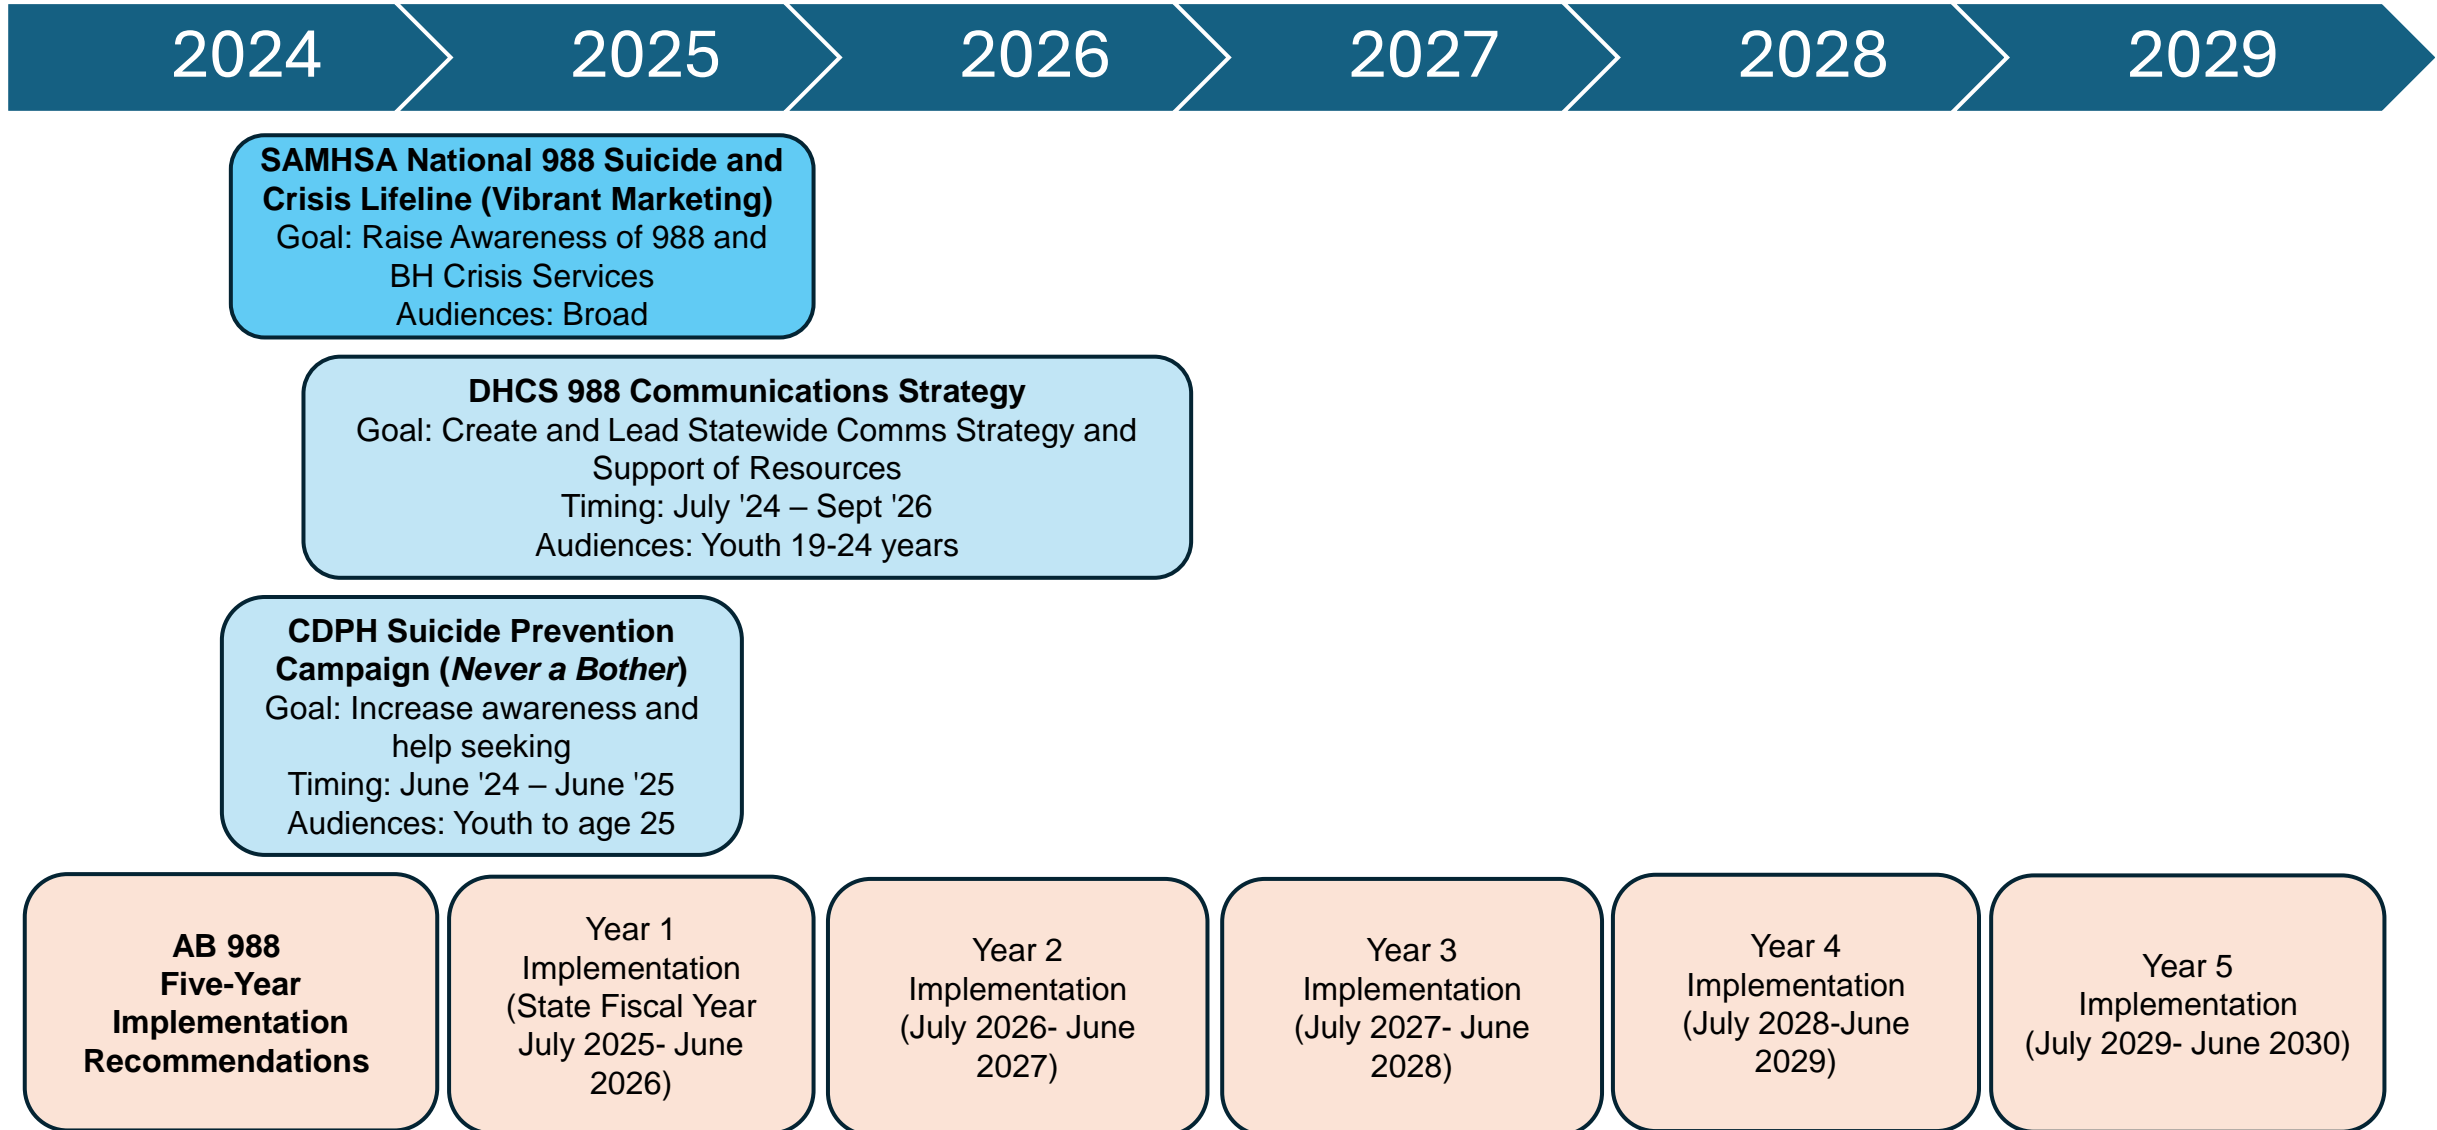 2024 2025 2026 2027 2028 2029
SAMHSA National 988 Suicide and
Crisis Lifeline (Vibrant Marketing)
Goal: Raise Awareness of 988 and
BH Crisis Services
Audiences: Broad
DHCS 988 Communications Strategy
Goal: Create and Lead Statewide Comms Strategy and
Support of Resources
Timing: July '24 – Sept '26
Audiences: Youth 19-24 years
CDPH Suicide Prevention
Campaign (Never a Bother)
Goal: Increase awareness and
help seeking
Timing: June '24 – June '25
Audiences: Youth to age 25
AB 988
Five-Year
Implementation
Recommendations
Year 1
Implementation
(State Fiscal Year
July 2025- June
2026)
Year 2
Implementation
(July 2026- June
2027)
Year 3
Implementation
(July 2027- June
2028)
Year 4
Implementation
(July 2028-June
2029)
Year 5
Implementation
(July 2029- June 2030)